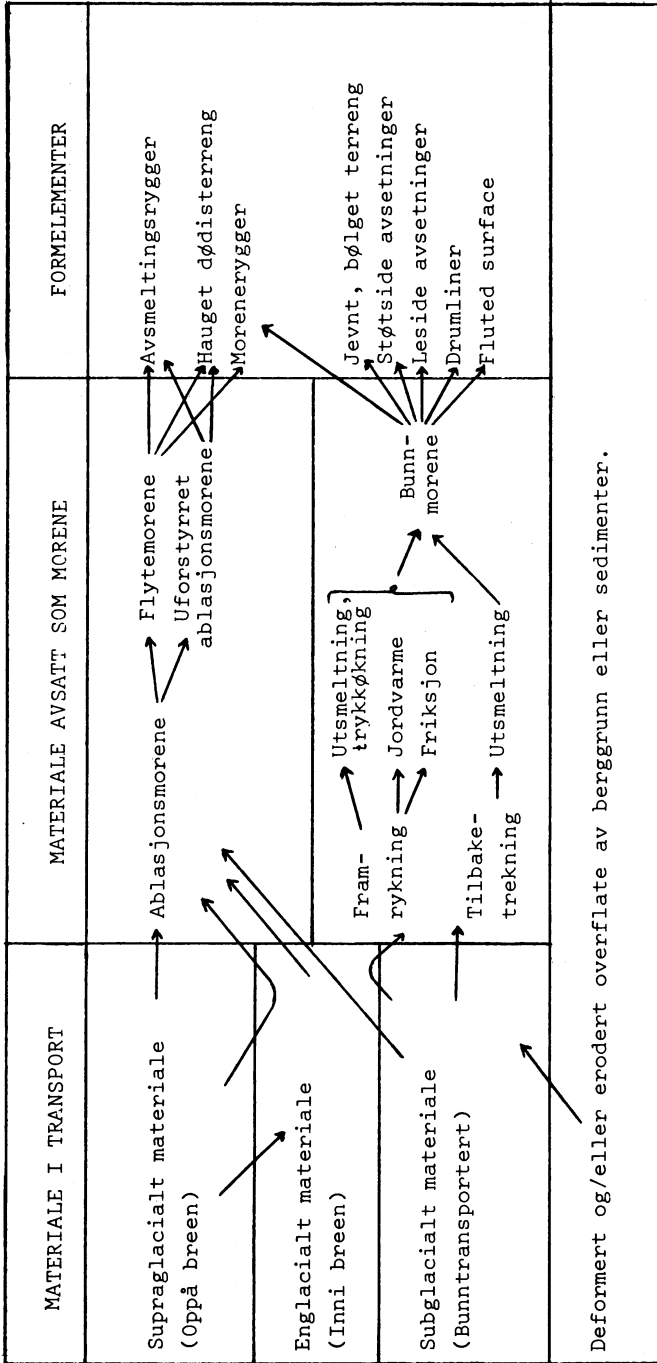 MATERIALE I TRANSPORT
MATERIALE AVSATT SOM MORENE
FORMELEMENTER
Supraglacialt materiale
(Oppå breen)
Englacialt materiale
(Inni breen)
Subglacialt materiale
(Bunntransportert)
Ablasjonsmorene
Flytemorene
Uforstyrret
ablasjonsmorene
Fram-
rykning
Utsmeltning,
trykkøkning
Jordvarme
Friksjon
Tilbake-
trekning
Utsmeltning
Bunn-
morene
Avsmeltingsrygger
Hauget dødisterreng
Morenerygger
Jevnt, bølget terreng
Støtside avsetninger
Leside avsetninger
Drumliner
Fluted surface
Deformert og/eller erodert overflate av berggrunn eller sedimenter.